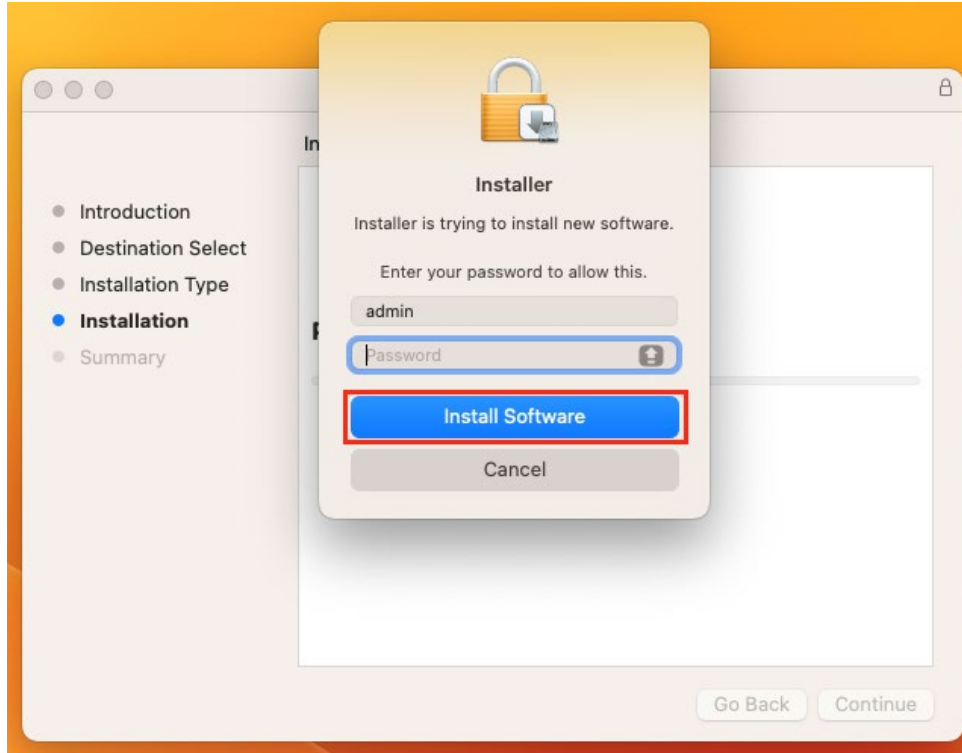 In
Introduction
Destination Select
Installation Type
Installation
Summary
Installer
Installer is trying to install new software.
Enter your password to allow this.
admin
Password
Install Software
Cancel
Go Back
Continue